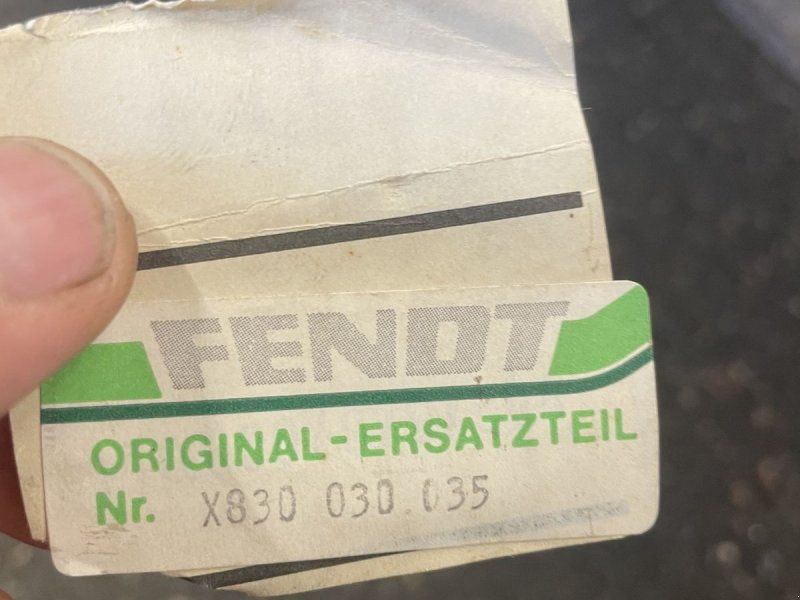 FENDT
ORIGINAL-ERSATZTEIL
Nr. X830 030.035